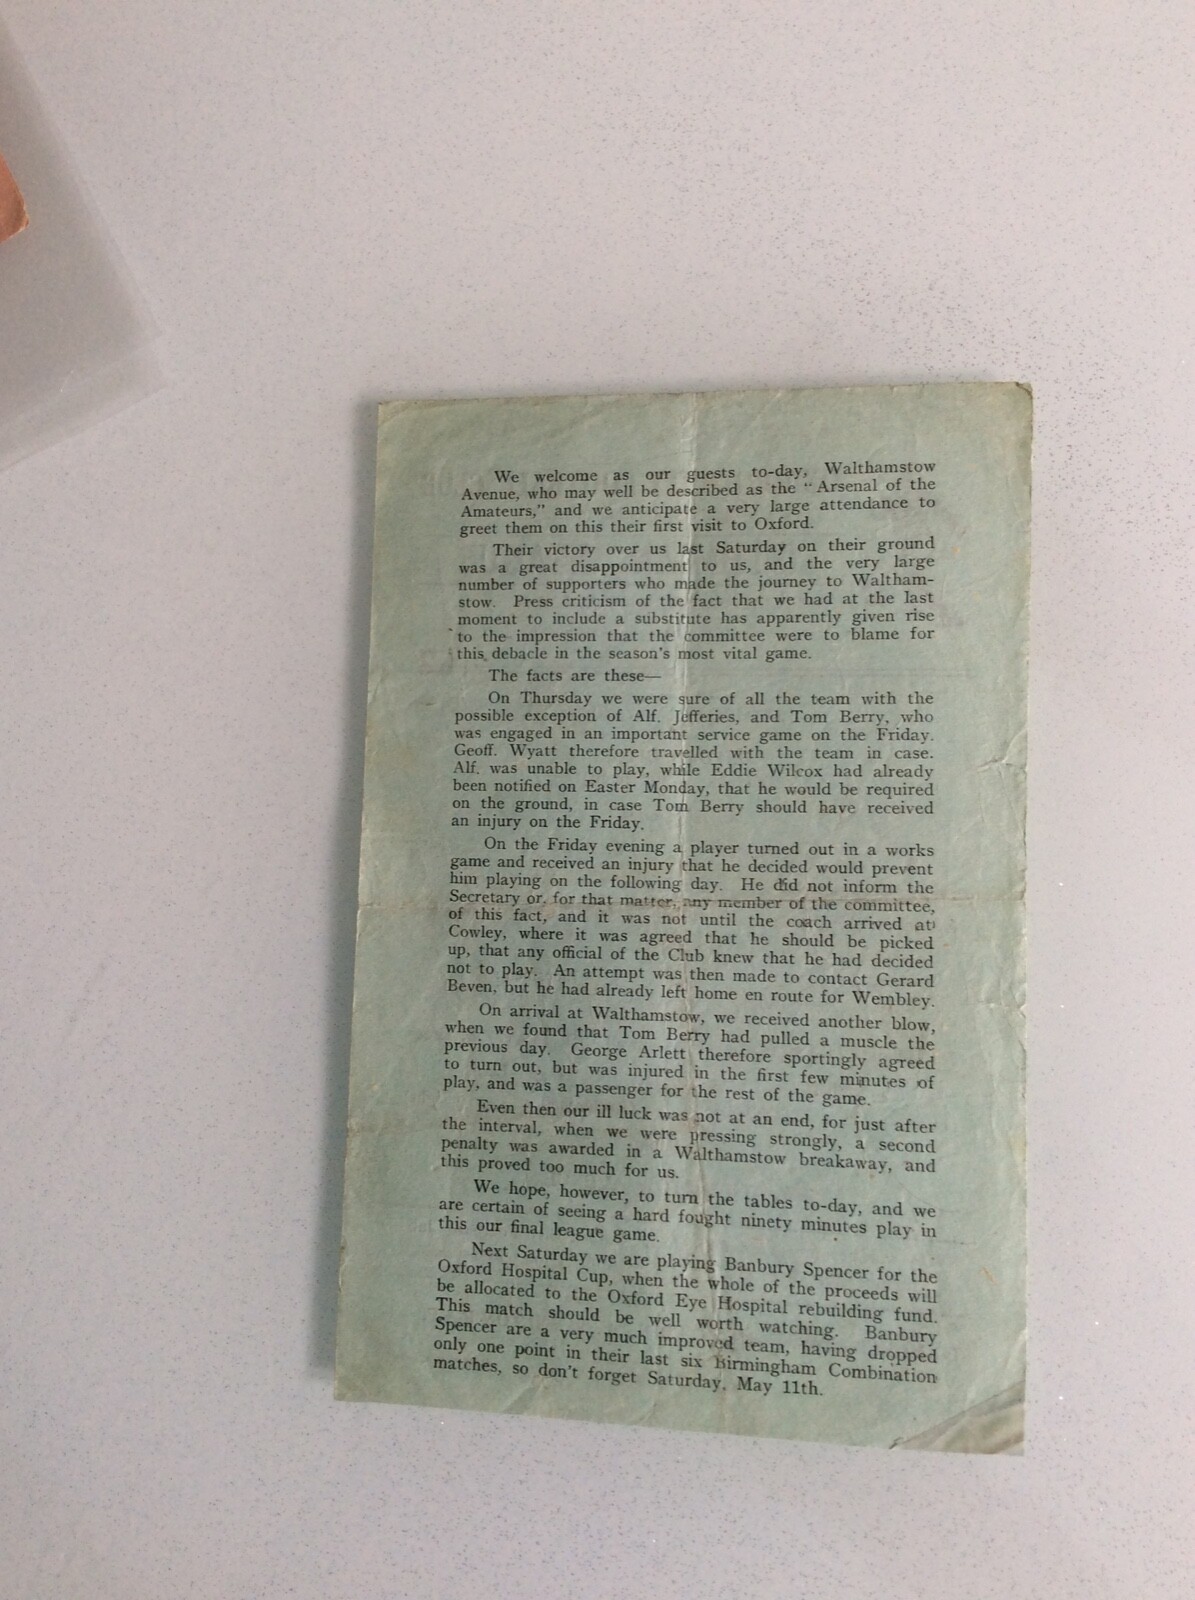 We welcome as our guests to-day, Walthamstow
Avenue, who may well be described as the "Arsenal of the
Amateurs," and we anticipate a very large attendance to
greet them on this their first visit to Oxford.
Their victory over us last Saturday on their ground
was a great disappointment to us, and the very large
number of supporters who made the journey to Waltham-
stow. Press criticism of the fact that we had at the last
moment to include a substitute has apparently given rise
to the impression that the committee were to blame for
this debacle in the season's most vital game.
The facts are these—
On Thursday we were sure of all the team with the
possible exception of Alf. Jefferies, and Tom Berry, who
was engaged in an important service game on the Friday.
Geoff. Wyatt therefore travelled with the team in case.
Alf. was unable to play, while Eddie Wilcox had already
been notified on Easter Monday, that he would be required
on the ground, in case Tom Berry should have received
an injury on the Friday.
On the Friday evening a player turned out in a works
game and received an injury that he decided would prevent
him playing on the following day. He did not inform the
Secretary or, for that matter, any member of the committee,
of this fact, and it was not until the coach arrived at
Cowley, where it was agreed that he should be picked
up, that any official of the Club knew that he had decided
not to play. An attempt was then made to contact Gerard
Beven, but he had already left home en route for Wembley.
On arrival at Walthamstow, we received another blow,
when we found that Tom Berry had pulled a muscle the
previous day. George Arlett therefore sportingly agreed
to turn out, but was injured in the first few minutes of
play, and was a passenger for the rest of the game.
Even then our ill luck was not at an end, for just after
the interval, when we were pressing strongly, a second
penalty was awarded in a Walthamstow breakaway, and
this proved too much for us.
We hope, however, to turn the tables to-day, and we
are certain of seeing a hard fought ninety minutes play in
this our final league game.
Next Saturday we are playing Banbury Spencer for the
Oxford Hospital Cup, when the whole of the proceeds will
be allocated to the Oxford Eye Hospital rebuilding fund.
This match should be well worth watching. Banbury
Spencer are a very much improved team, having dropped
only one point in their last six Birmingham Combination
matches, so don't forget Saturday, May 11th.